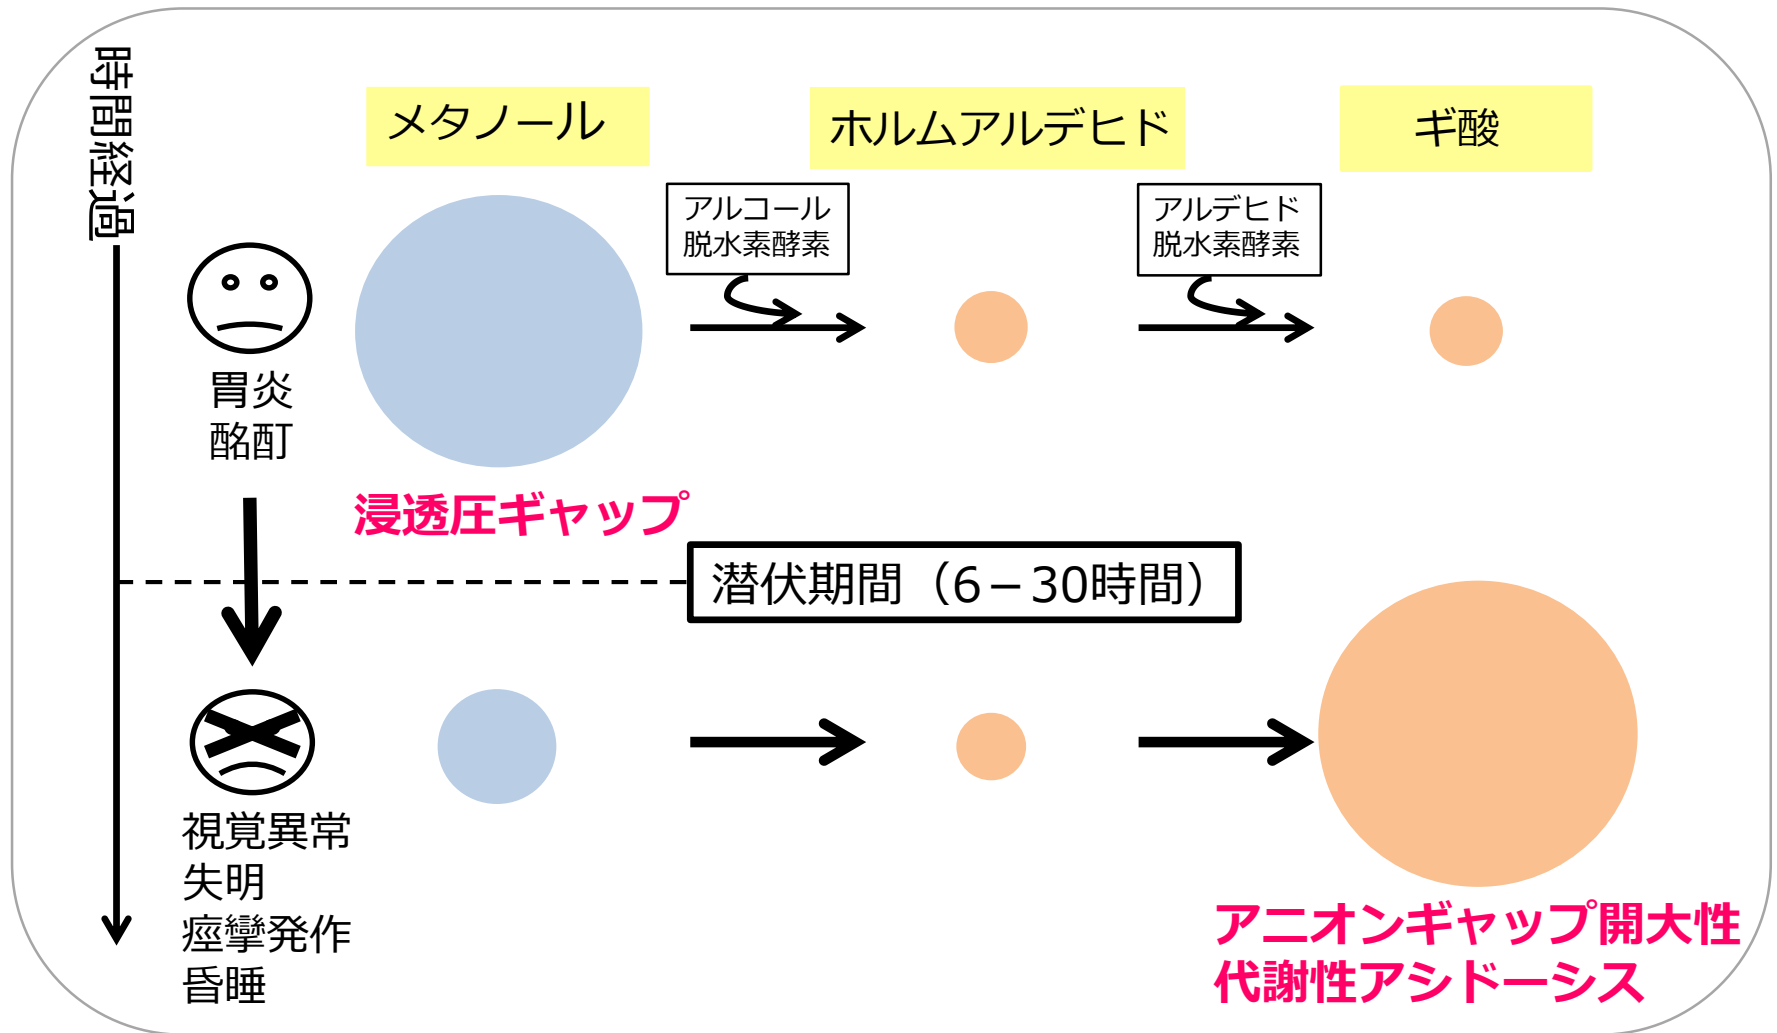 時間経過
メタノール
ホルムアルデヒド
ギ酸
アルコール
脱水素酵素
アルデヒド
脱水素酵素
胃炎
酩酊
浸透圧ギャップ
潜伏期間（6－30時間）
視覚異常
失明
痙攣発作
昏睡
アニオンギャップ開大性
代謝性アシドーシス